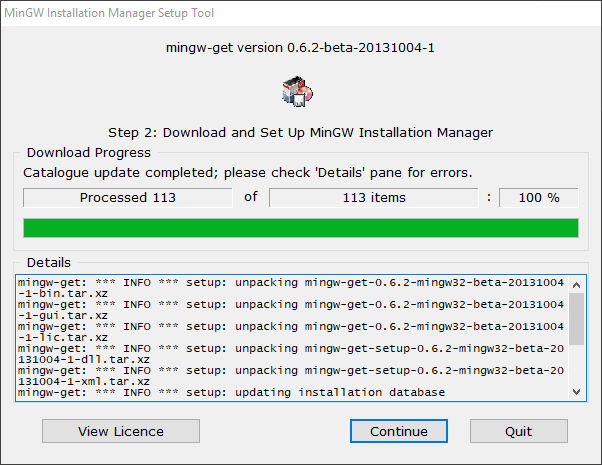 MinGW Installation Manager Setup Tool
mingw-get version 0.6.2-beta-20131004-1
Step 2: Download and Set Up MinGW Installation Manager
Download Progress
Catalogue update completed; please check 'Details' pane for errors.
Processed 113 of 113 items : 100 %
Details
mingw-get: *** INFO *** setup: unpacking mingw-get-0.6.2-mingw32-beta-20131004
-1-bin.tar.xz
mingw-get: *** INFO *** setup: unpacking mingw-get-0.6.2-mingw32-beta-20131004
-1-gui.tar.xz
mingw-get: *** INFO *** setup: unpacking mingw-get-0.6.2-mingw32-beta-20131004
-1-lic.tar.xz
mingw-get: *** INFO *** setup: unpacking mingw-get-setup-0.6.2-mingw32-beta-20
131004-1-dll.tar.xz
mingw-get: *** INFO *** setup: unpacking mingw-get-setup-0.6.2-mingw32-beta-20
131004-1-xml.tar.xz
mingw-get: *** INFO *** setup: updating installation database
View Licence Continue Quit